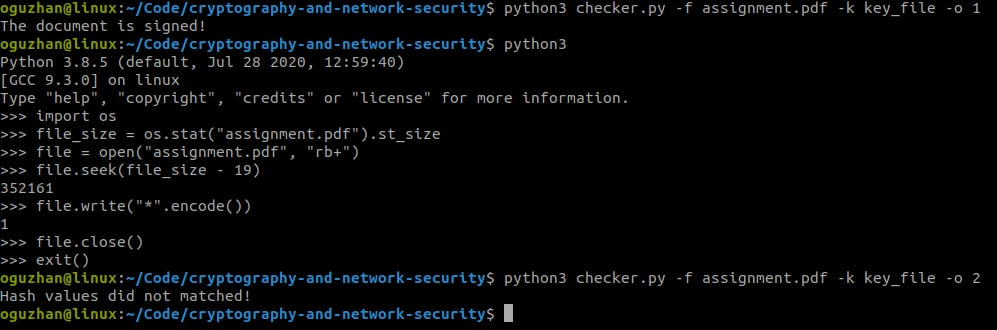 oguzhan@linux:~/Code/cryptography-and-network-security$ python3 checker.py -f assignment.pdf -k key_file -o 1
The document is signed!
oguzhan@linux:~/Code/cryptography-and-network-security$ python3
Python 3.8.5 (default, Jul 28 2020, 12:59:40)
[GCC 9.3.0] on linux
Type "help", "copyright", "credits" or "license" for more information.
>>> import os
>>> file_size = os.stat("assignment.pdf").st_size
>>> file = open("assignment.pdf", "rb+")
>>> file.seek(file_size - 19)
352161
>>> file.write("*".encode())
1
>>> file.close()
>>> exit()
oguzhan@linux:~/Code/cryptography-and-network-security$ python3 checker.py -f assignment.pdf -k key_file -o 2
Hash values did not matched!
oguzhan@linux:~/Code/cryptography-and-network-security$